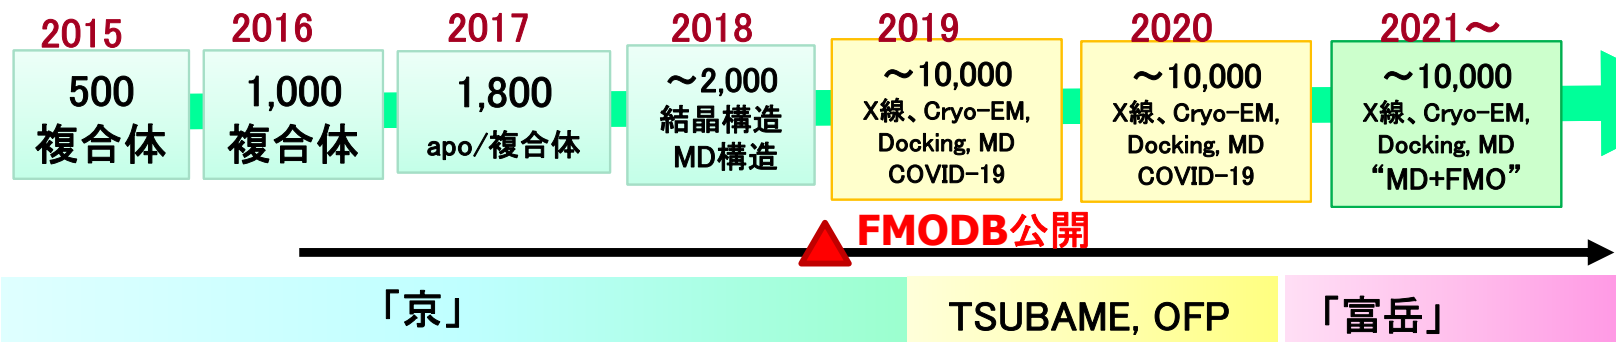 2015
500
複合体
2016
1,000
複合体
2017
1,800
apo/複合体
2018
～2,000
結晶構造
MD構造
2019
～10,000
X線、Cryo-EM,
Docking, MD
COVID-19
2020
～10,000
X線、Cryo-EM,
Docking, MD
COVID-19
2021～
～10,000
X線、Cryo-EM,
Docking, MD
“MD+FMO”
FMODB公開
「京」
TSUBAME, OFP
「富岳」